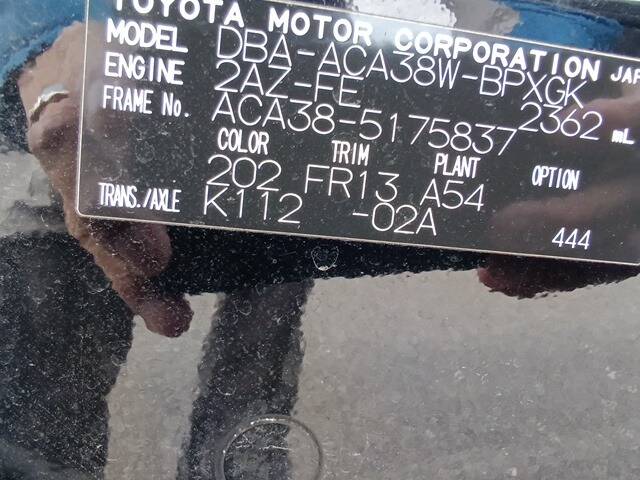 TOYOTA MOTOR CORPORATION JAP
MODEL DBA-ACA38W-BPXGK
ENGINE 2AZ-FE 2362 mL
FRAME No. ACA38-5175837
COLOR TRIM PLANT OPTION
202 FR13 A54
TRANS./AXLE K112 -02A 444